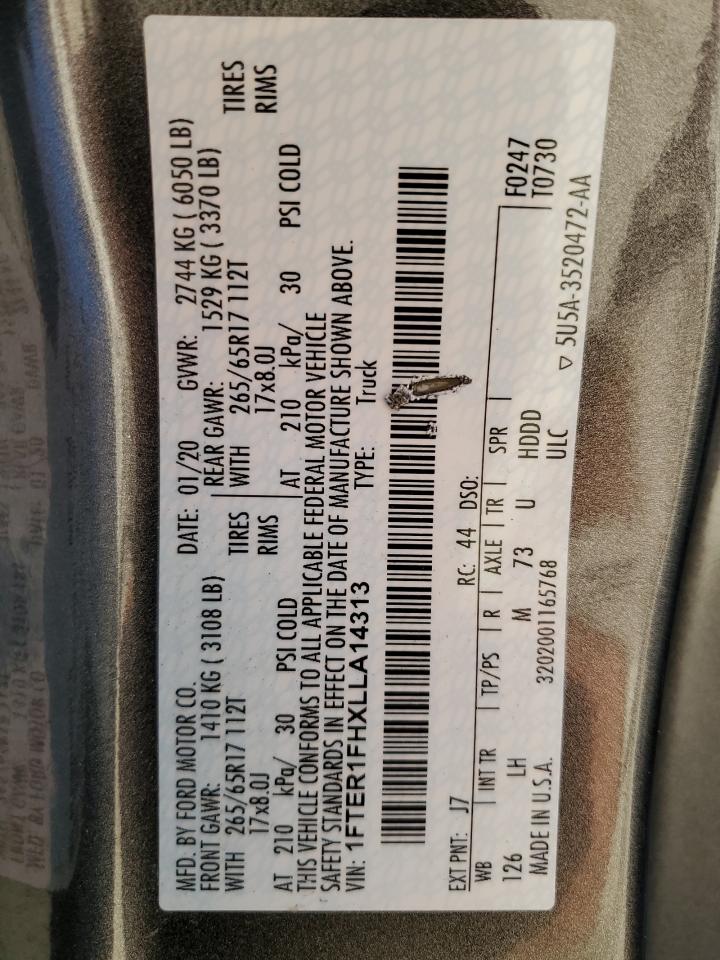 MFD. BY FORD MOTOR CO.
DATE: 01/20 GVWR: 2744 KG ( 6050 LB)
FRONT GAWR: 1410 KG ( 3108 LB) REAR GAWR: 1529 KG ( 3370 LB)
WITH 265/65R17 112T TIRES WITH 265/65R17 112T TIRES
17x8.0J RIMS 17x8.0J RIMS
AT 210 kPa/ 30 PSI COLD AT 210 kPa/ 30 PSI COLD
THIS VEHICLE CONFORMS TO ALL APPLICABLE FEDERAL MOTOR VEHICLE
SAFETY STANDARDS IN EFFECT ON THE DATE OF MANUFACTURE SHOWN ABOVE.
VIN: 1FTER1FHXLLA14313 TYPE: Truck
EXT PNT: J7 RC: 44 DSO:
WB INT TR TP/PS R AXLE TR SPR F0247
126 LH M 73 U HDDD T0730
MADE IN U.S.A. 3202001165768 ULC
▽ 5U5A-3520472-AA